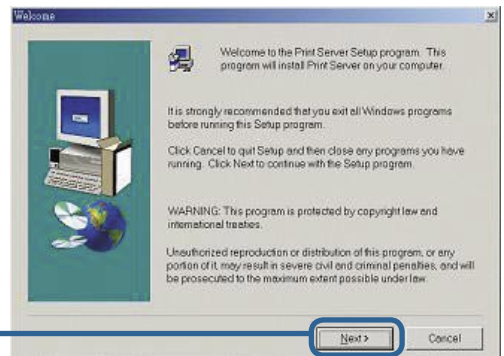 Welcome
Welcome to the Print Server Setup program. This
program will install Print Server on your computer.
It is strongly recommended that you exit all Windows programs
before running this Setup program.
Click Cancel to quit Setup and then close any programs you have
running. Click Next to continue with the Setup program.
WARNING: This program is protected by copyright law and
international treaties.
Unauthorized reproduction or distribution of this program, or any
portion of it, may result in severe civil and criminal penalties, and will
be prosecuted to the maximum extent possible under law.
Next > Cancel